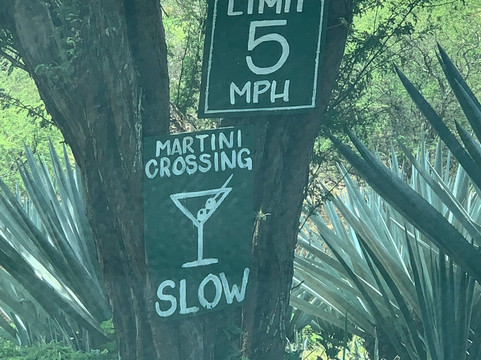 LIMIT
5
MPH
MARTINI
CROSSING
SLOW